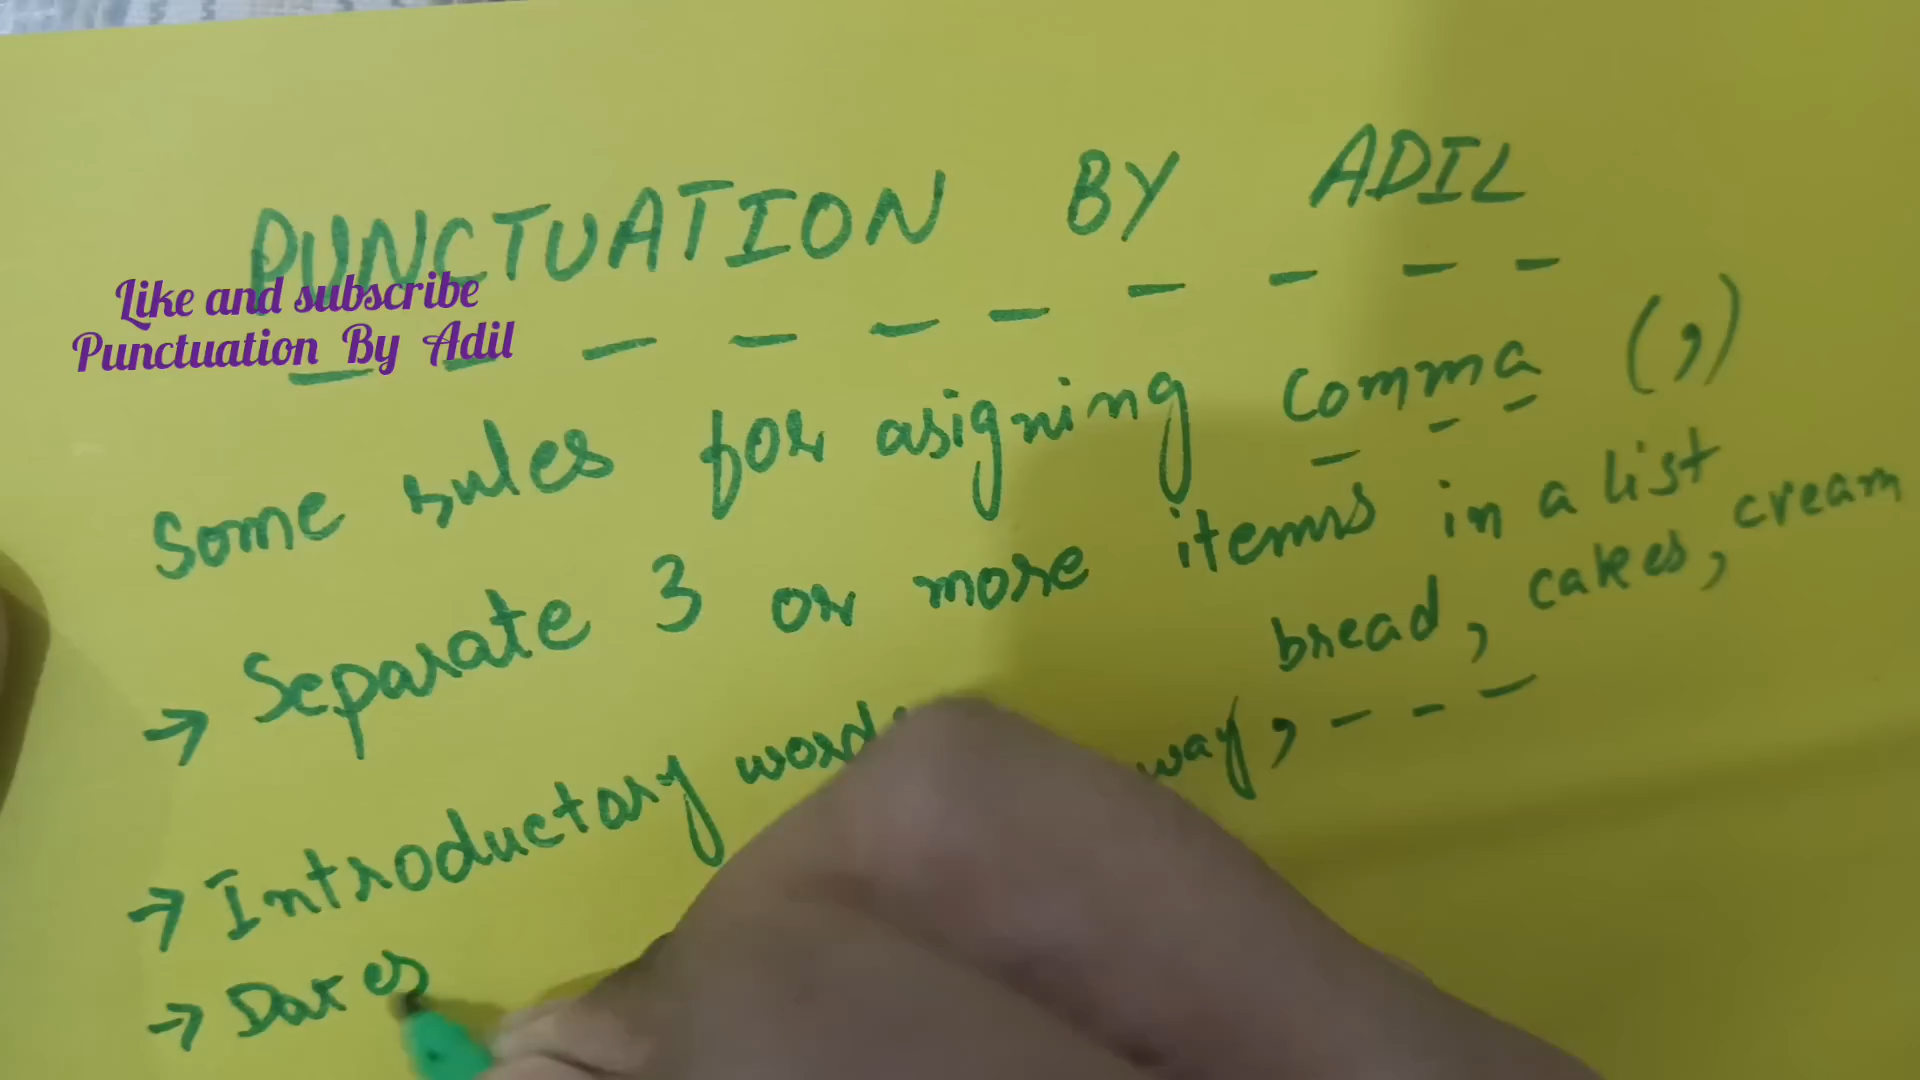 PUNCTUATION BY ADIL
Like and subscribe
Punctuation By Adil
Some rules for asigning comma (,)
→ Separate 3 or more items in a list
bread, cakes, cream
→ Introductory word way, - - -
→ Dates